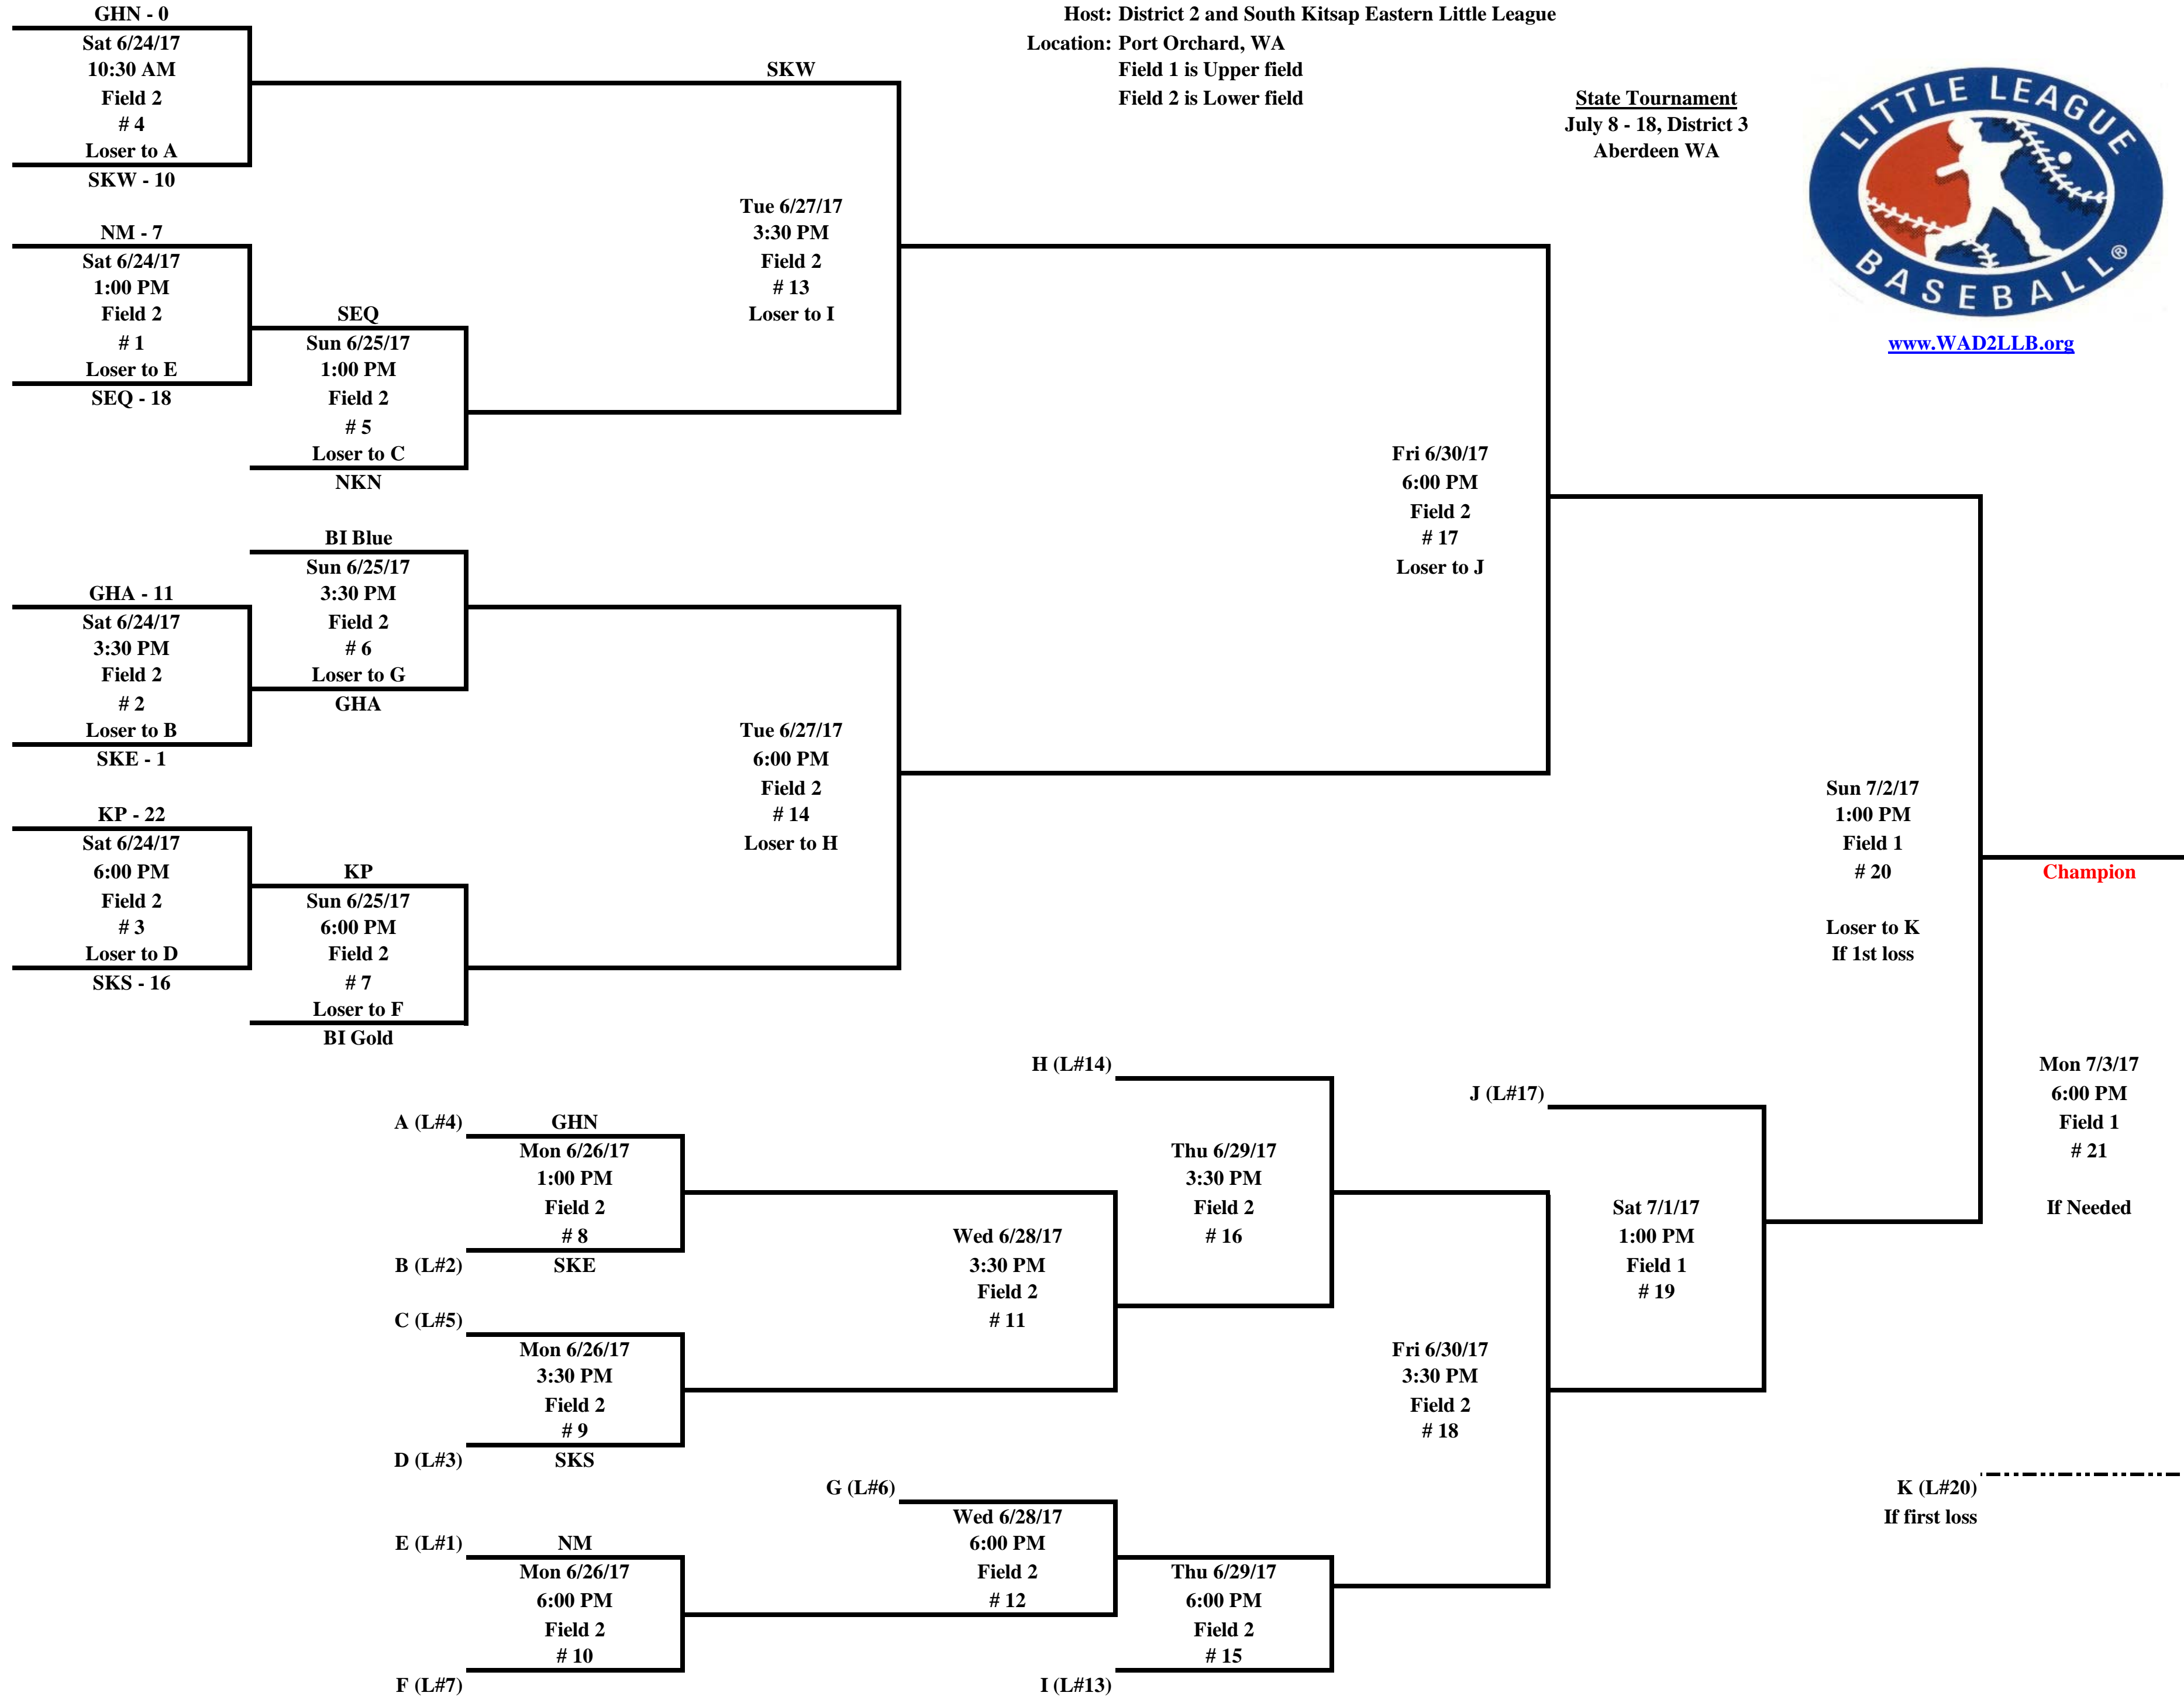 Host: District 2 and South Kitsap Eastern Little League
Location: Port Orchard, WA
Field 1 is Upper field
Field 2 is Lower field
State Tournament
July 8 - 18, District 3
Aberdeen WA
LITTLE LEAGUE
BASEBALL®
www.WAD2LLB.org
GHN - 0
Sat 6/24/17
10:30 AM
Field 2
# 4
Loser to A
SKW - 10
NM - 7
Sat 6/24/17
1:00 PM
Field 2
# 1
Loser to E
SEQ - 18
GHA - 11
Sat 6/24/17
3:30 PM
Field 2
# 2
Loser to B
SKE - 1
KP - 22
Sat 6/24/17
6:00 PM
Field 2
# 3
Loser to D
SKS - 16
SEQ
Sun 6/25/17
1:00 PM
Field 2
# 5
Loser to C
NKN
BI Blue
Sun 6/25/17
3:30 PM
Field 2
# 6
Loser to G
GHA
KP
Sun 6/25/17
6:00 PM
Field 2
# 7
Loser to F
BI Gold
SKW
Tue 6/27/17
3:30 PM
Field 2
# 13
Loser to I
Tue 6/27/17
6:00 PM
Field 2
# 14
Loser to H
Fri 6/30/17
6:00 PM
Field 2
# 17
Loser to J
Sun 7/2/17
1:00 PM
Field 1
# 20
Loser to K
If 1st loss
Champion
Mon 7/3/17
6:00 PM
Field 1
# 21
If Needed
K (L#20)
If first loss
A (L#4)
GHN
Mon 6/26/17
1:00 PM
Field 2
# 8
B (L#2)
SKE
C (L#5)
Mon 6/26/17
3:30 PM
Field 2
# 9
D (L#3)
SKS
E (L#1)
NM
Mon 6/26/17
6:00 PM
Field 2
# 10
F (L#7)
Wed 6/28/17
3:30 PM
Field 2
# 11
G (L#6)
Wed 6/28/17
6:00 PM
Field 2
# 12
H (L#14)
Thu 6/29/17
3:30 PM
Field 2
# 16
Thu 6/29/17
6:00 PM
Field 2
# 15
I (L#13)
Fri 6/30/17
3:30 PM
Field 2
# 18
J (L#17)
Sat 7/1/17
1:00 PM
Field 1
# 19